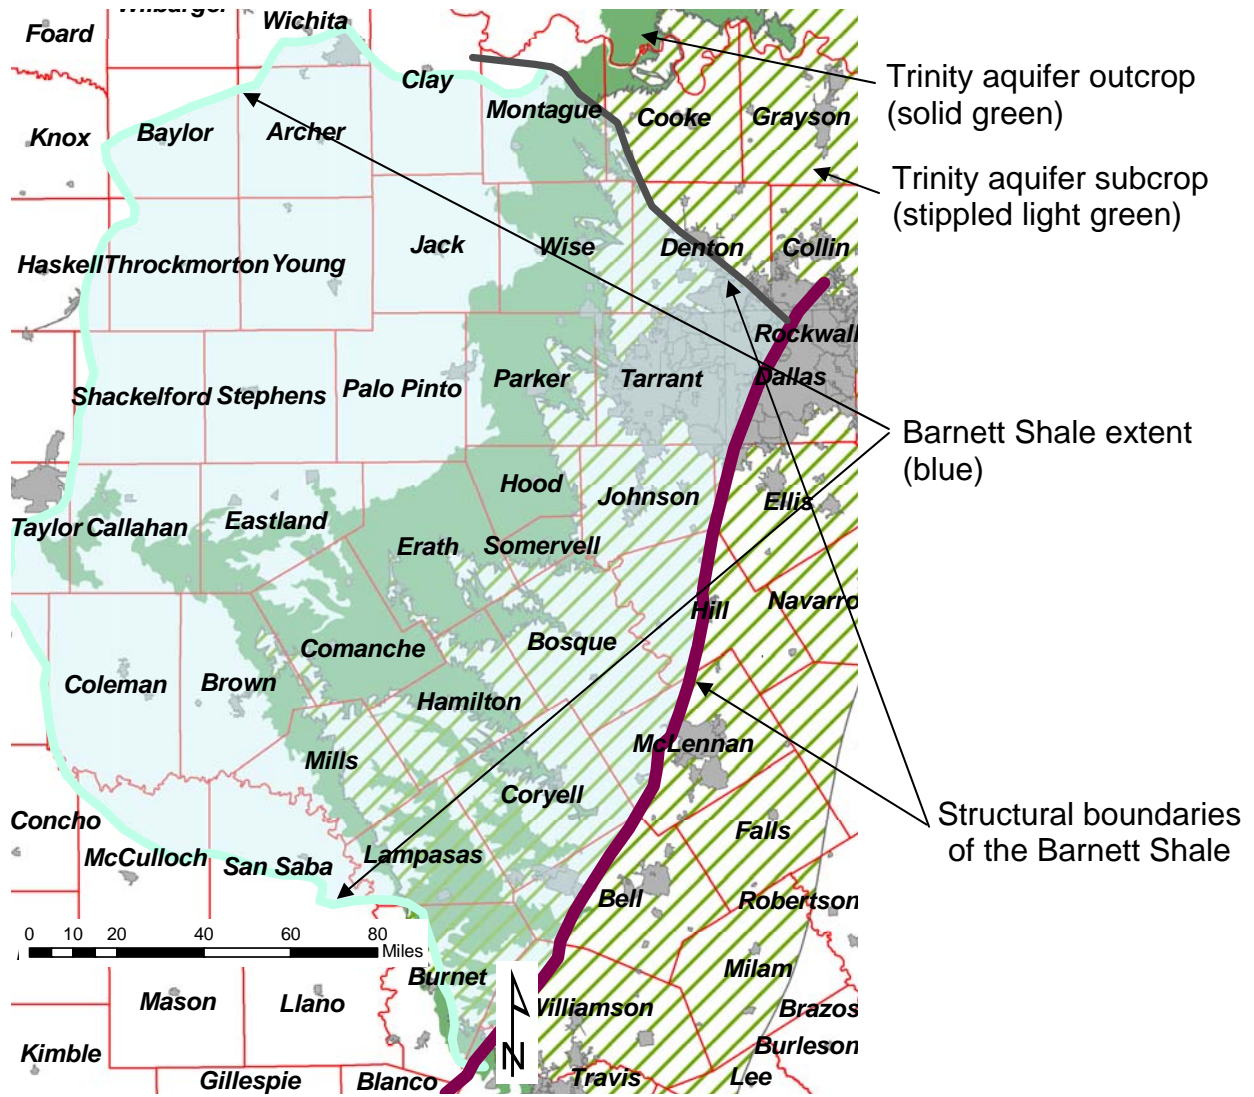 Wilbarger
Wichita
Foard
Clay
Montague
Cooke
Grayson
Knox
Baylor
Archer
Trinity aquifer outcrop
(solid green)
Trinity aquifer subcrop
(stippled light green)
Jack
Wise
Denton
Collin
Haskell
Throckmorton
Young
Rockwall
Shackelford
Stephens
Palo Pinto
Parker
Tarrant
Dallas
Barnett Shale extent
(blue)
Hood
Johnson
Ellis
Taylor
Callahan
Eastland
Erath
Somervell
Hill
Navarro
Comanche
Bosque
Coleman
Brown
Hamilton
Mills
McLennan
Coryell
Structural boundaries
of the Barnett Shale
Concho
McCulloch
San Saba
Lampasas
Falls
Bell
Robertson
0 10 20 40 60 80
Miles
Burnet
Milam
Mason
Llano
Williamson
Brazos
N
Kimble
Burleson
Gillespie
Blanco
Travis
Lee